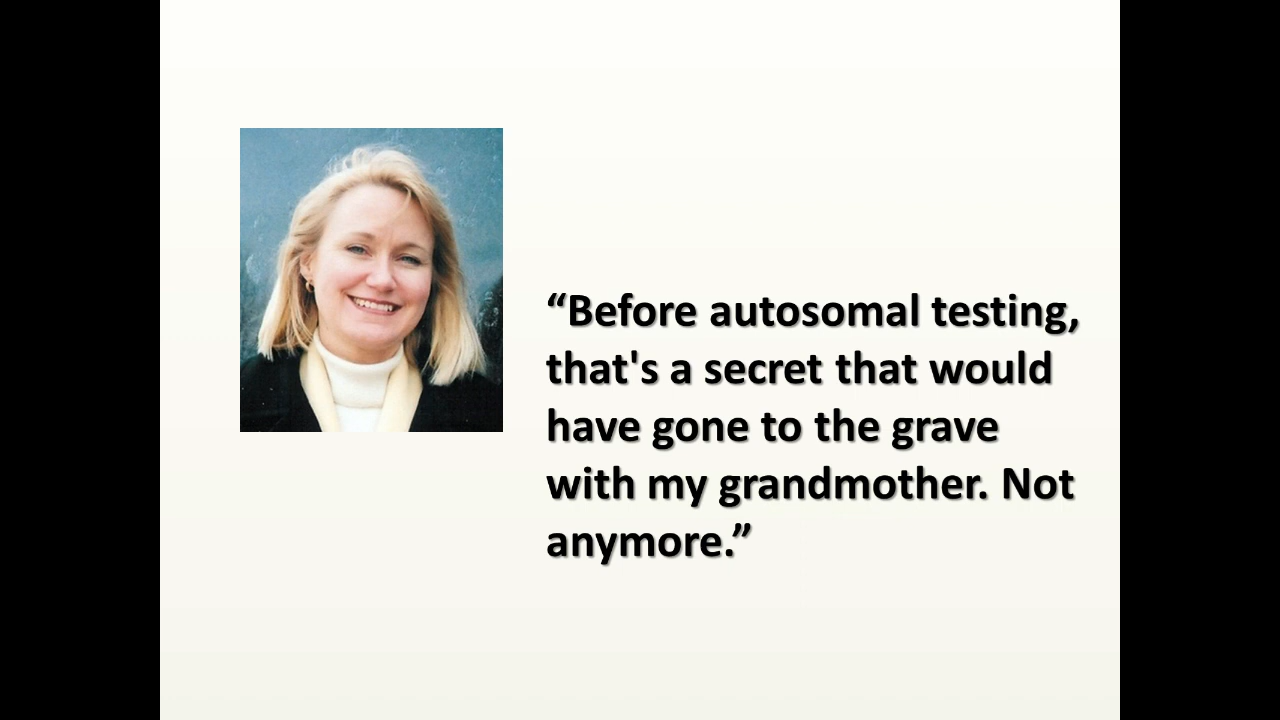 “Before autosomal testing,
that's a secret that would
have gone to the grave
with my grandmother. Not
anymore.”